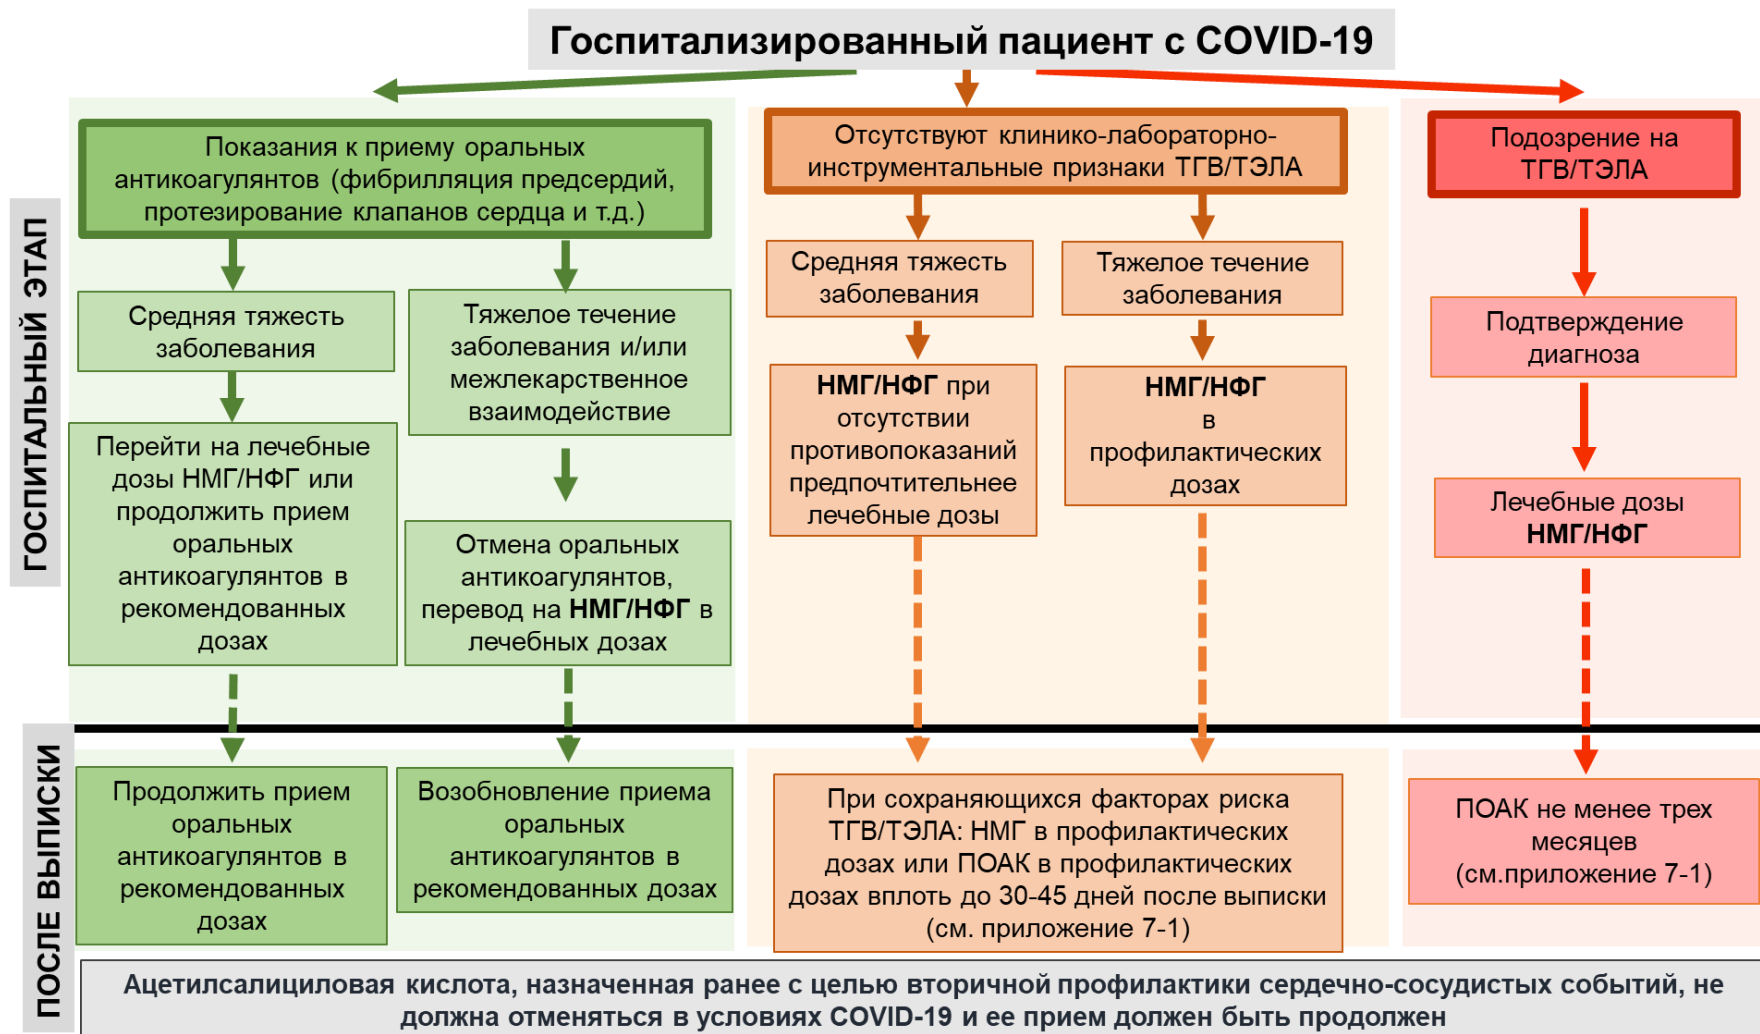 Госпитализированный пациент с COVID-19
ГОСПИТАЛЬНЫЙ ЭТАП
Показания к приему оральных
антикоагулянтов (фибрилляция предсердий,
протезирование клапанов сердца и т.д.)
Средняя тяжесть
заболевания
Перейти на лечебные
дозы НМГ/НФГ или
продолжить прием
оральных
антикоагулянтов в
рекомендованных
дозах
Тяжелое течение
заболевания и/или
межлекарственное
взаимодействие
Отмена оральных
антикоагулянтов,
перевод на НМГ/НФГ в
лечебных дозах
Отсутствуют клинико-лабораторно-
инструментальные признаки ТГВ/ТЭЛА
Средняя тяжесть
заболевания
НМГ/НФГ при
отсутствии
противопоказаний
предпочтительнее
лечебные дозы
Тяжелое течение
заболевания
НМГ/НФГ
в
профилактических
дозах
Подозрение на
ТГВ/ТЭЛА
Подтверждение
диагноза
Лечебные дозы
НМГ/НФГ
ПОСЛЕ ВЫПИСКИ
Продолжить прием
оральных
антикоагулянтов в
рекомендованных
дозах
Возобновление приема
оральных
антикоагулянтов в
рекомендованных дозах
При сохраняющихся факторах риска
ТГВ/ТЭЛА: НМГ в профилактических
дозах или ПОАК в профилактических
дозах вплоть до 30-45 дней после выписки
(см. приложение 7-1)
ПОАК не менее трех
месяцев
(см.приложение 7-1)
Ацетилсалициловая кислота, назначенная ранее с целью вторичной профилактики сердечно-сосудистых событий, не
должна отменяться в условиях COVID-19 и ее прием должен быть продолжен